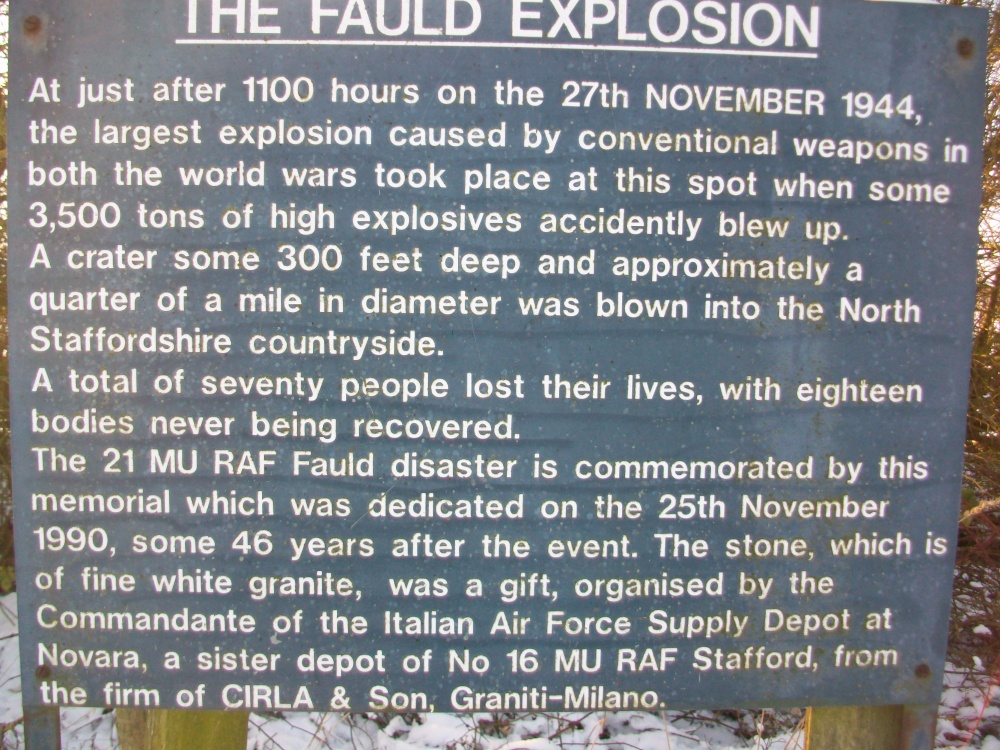 THE FAULD EXPLOSION
At just after 1100 hours on the 27th NOVEMBER 1944,
the largest explosion caused by conventional weapons in
both the world wars took place at this spot when some
3,500 tons of high explosives accidently blew up.
A crater some 300 feet deep and approximately a
quarter of a mile in diameter was blown into the North
Staffordshire countryside.
A total of seventy people lost their lives, with eighteen
bodies never being recovered.
The 21 MU RAF Fauld disaster is commemorated by this
memorial which was dedicated on the 25th November
1990, some 46 years after the event. The stone, which is
of fine white granite, was a gift, organised by the
Commandante of the Italian Air Force Supply Depot at
Novara, a sister depot of No 16 MU RAF Stafford, from
the firm of CIRLA & Son, Graniti-Milano.